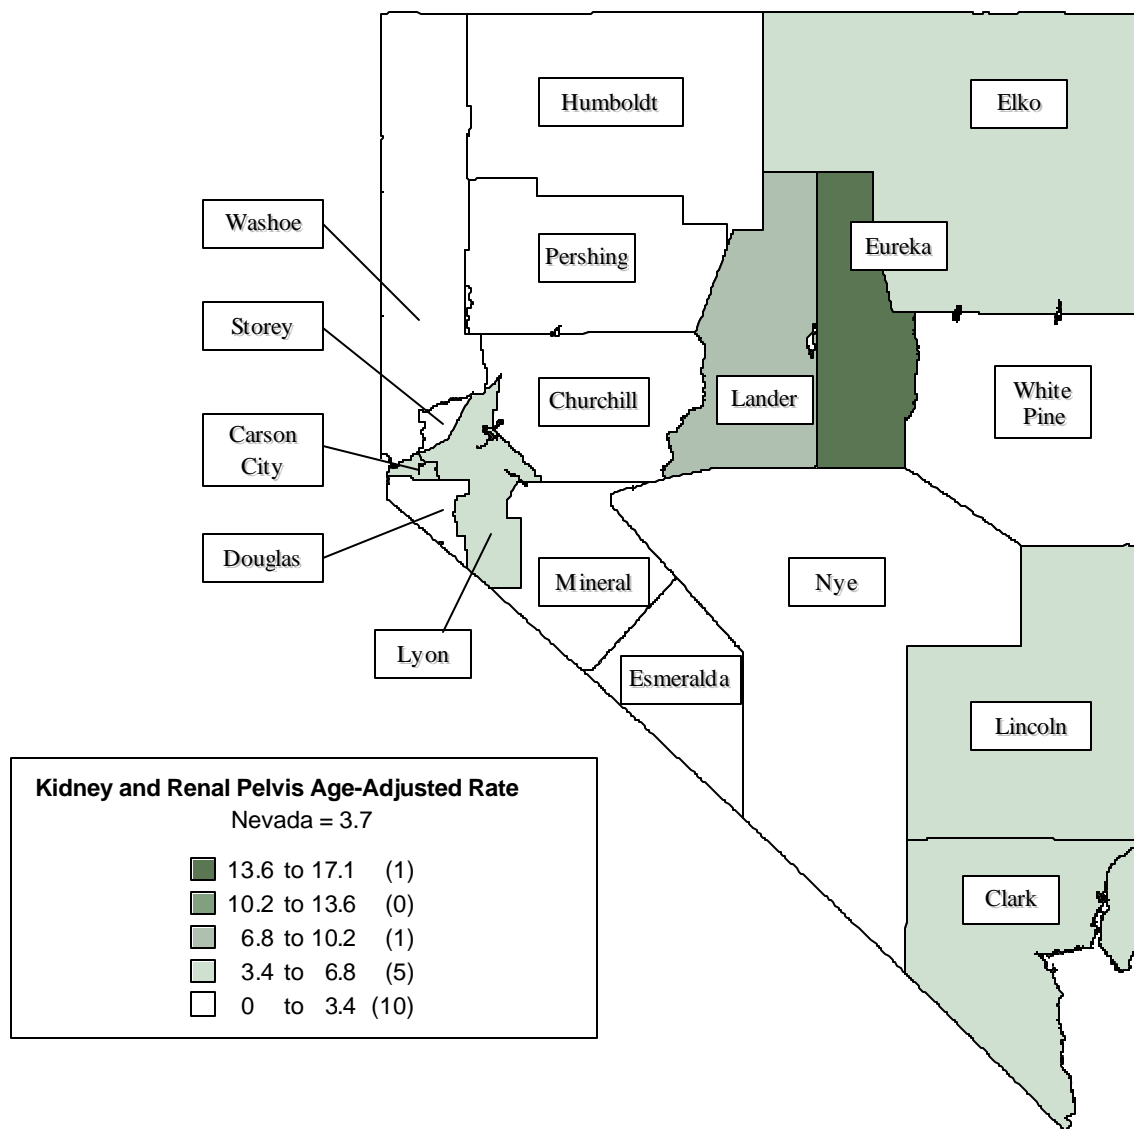 Humboldt
Elko
Washoe
Pershing
Eureka
Storey
Churchill
Lander
White
Pine
Carson
City
Douglas
Mineral
Nye
Lyon
Esmeralda
Lincoln
Clark
Kidney and Renal Pelvis Age-Adjusted Rate
Nevada = 3.7
13.6 to 17.1 (1)
10.2 to 13.6 (0)
6.8 to 10.2 (1)
3.4 to 6.8 (5)
0 to 3.4 (10)